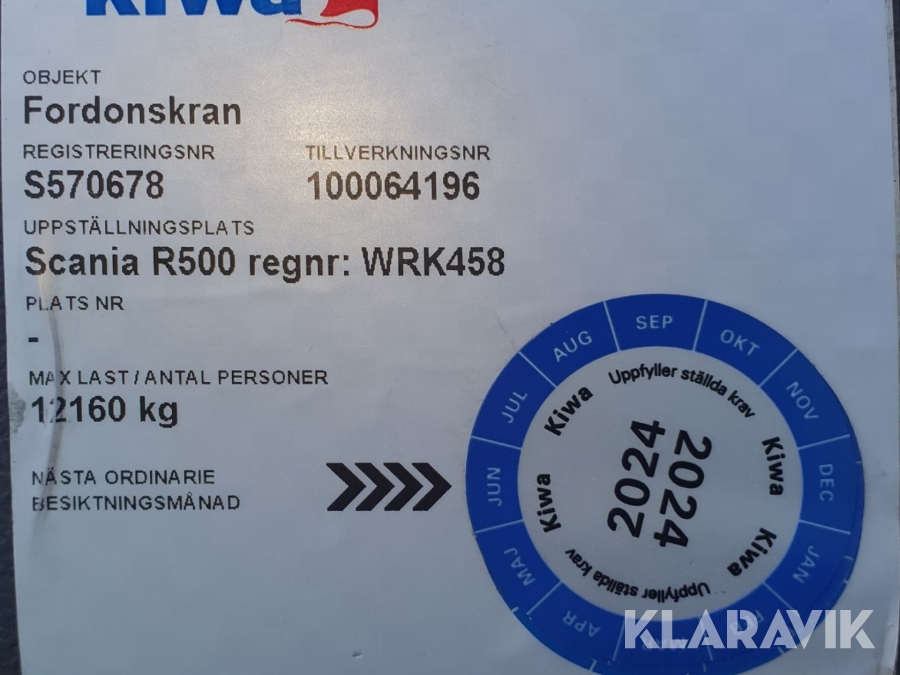 kiwa
OBJEKT
Fordonskran
REGISTRERINGSNR TILLVERKNINGSNR
S570678 100064196
UPPSTÄLLNINGSPLATS
Scania R500 regnr: WRK458
PLATS NR
-
MAX LAST / ANTAL PERSONER
12160 kg
NÄSTA ORDINARIE
BESIKTNINGSMÅNAD
JUN
JUL
AUG
SEP
OKT
NOV
DEC
JAN
APR
MAJ
Kiwa
Uppfyller ställda krav
Kiwa
Kiwa
Uppfyller ställda krav
Kiwa
2024
2024
KLARAVIK